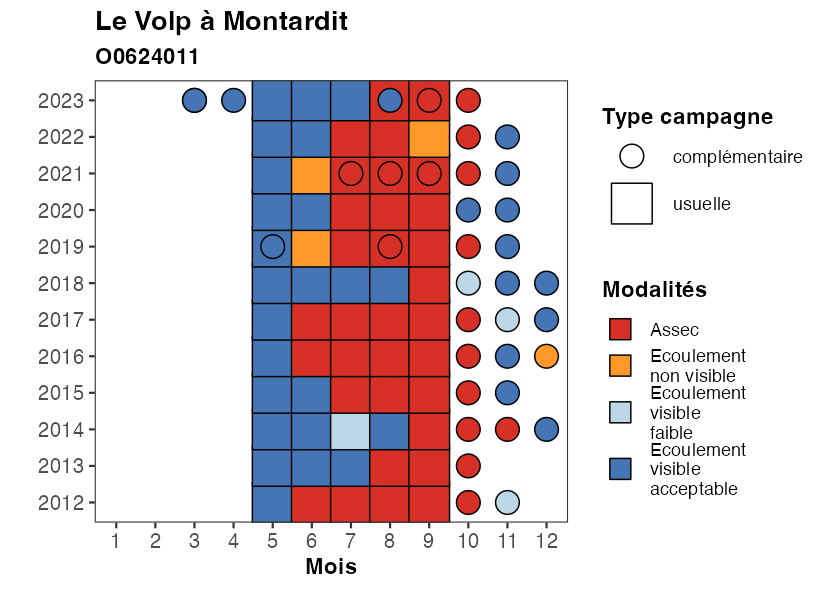 Le Volp à Montardit
O0624011
2023
2022
2021
2020
2019
2018
2017
2016
2015
2014
2013
2012
1 2 3 4 5 6 7 8 9 10 11 12
Mois
Type campagne
complémentaire
usuelle
Modalités
Assec
Ecoulement
non visible
Ecoulement
visible
faible
Ecoulement
visible
acceptable